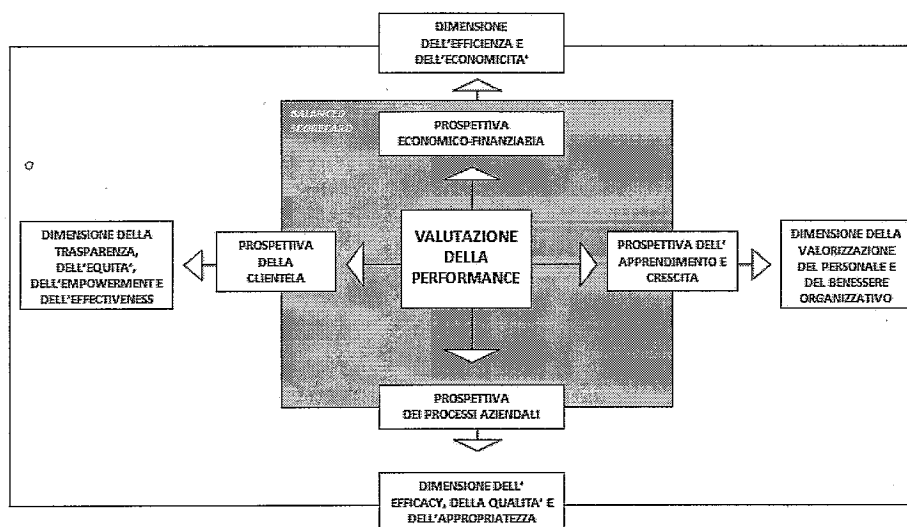 DIMENSIONE
DELL'EFFICIENZA E
DELL'ECONOMICITA'
BALANCED
SCORECARD
PROSPETTIVA
ECONOMICO-FINANZIARIA
DIMENSIONE DELLA
TRASPARENZA,
DELL'EQUITA',
DELL'EMPOWERMENT E
DELL'EFFECTIVENESS
PROSPETTIVA
DELLA
CLIENTELA
VALUTAZIONE
DELLA
PERFORMANCE
PROSPETTIVA DELL'
APPRENDIMENTO E
CRESCITA
DIMENSIONE DELLA
VALORIZZAZIONE
DEL PERSONALE E
DEL BENESSERE
ORGANIZZATIVO
PROSPETTIVA
DEI PROCESSI AZIENDALI
DIMENSIONE DELL'
EFFICACY, DELLA QUALITA' E
DELL'APPROPRIATEZZA